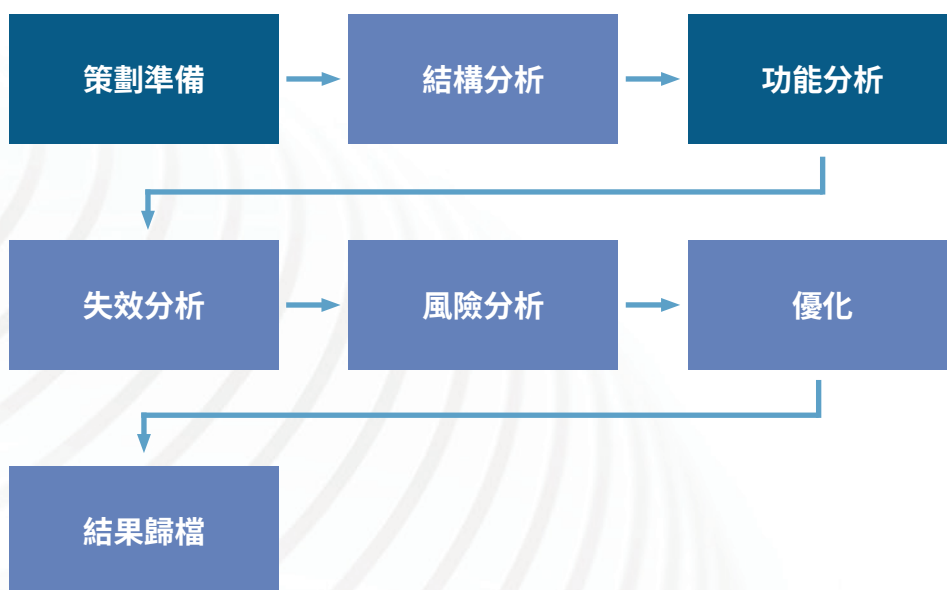 策劃準備
結構分析
功能分析
失效分析
風險分析
優化
結果歸檔